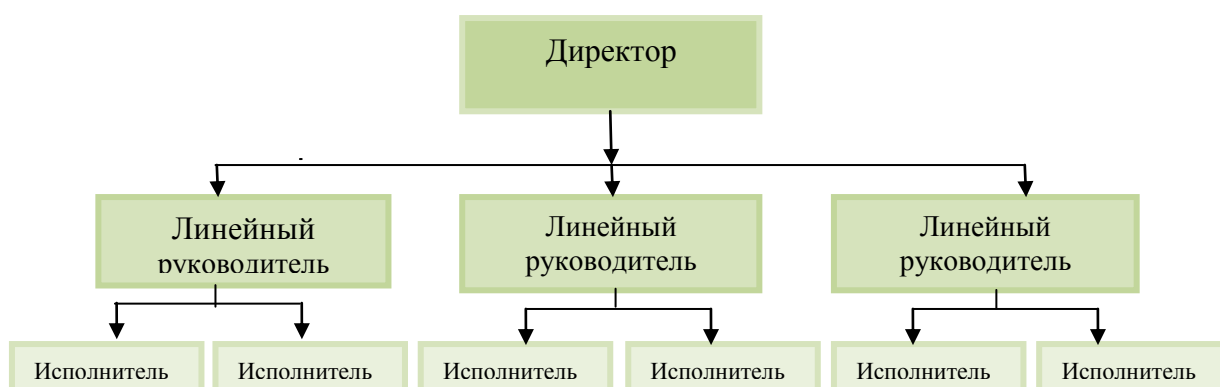 Директор
Линейный
руководитель
Линейный
руководитель
Линейный
руководитель
Исполнитель
Исполнитель
Исполнитель
Исполнитель
Исполнитель
Исполнитель